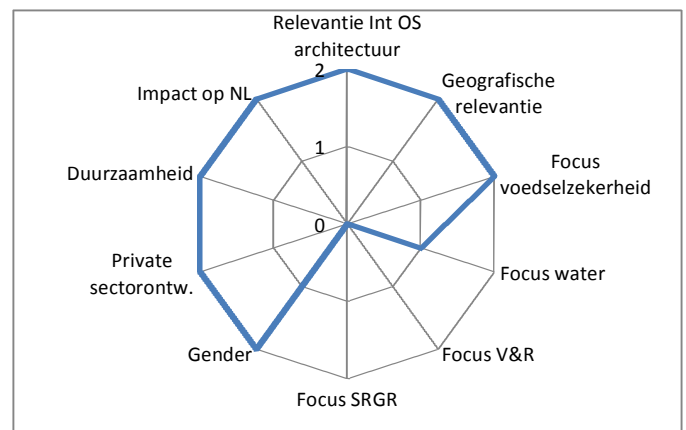 Relevantie Int OS
architectuur
2
Geografische
relevantie
Impact op NL
1
Focus
voedselzekerheid
Duurzaamheid
0
Focus water
Private
sectorontw.
Focus V&R
Gender
Focus SRGR